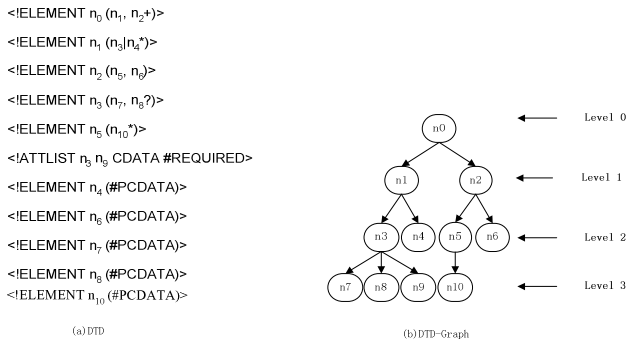 <!ELEMENT n0 (n1, n2+)>
<!ELEMENT n1 (n3|n4*)>
<!ELEMENT n2 (n5, n6)>
<!ELEMENT n3 (n7, n8?)>
<!ELEMENT n5 (n10*)>
<!ATTLIST n3 n9 CDATA #REQUIRED>
<!ELEMENT n4 (#PCDATA)>
<!ELEMENT n6 (#PCDATA)>
<!ELEMENT n7 (#PCDATA)>
<!ELEMENT n8 (#PCDATA)>
<!ELEMENT n10 (#PCDATA)>
(a)DTD
n0 Level 0
n1 n2 Level 1
n3 n4 n5 n6 Level 2
n7 n8 n9 n10 Level 3
(b)DTD-Graph